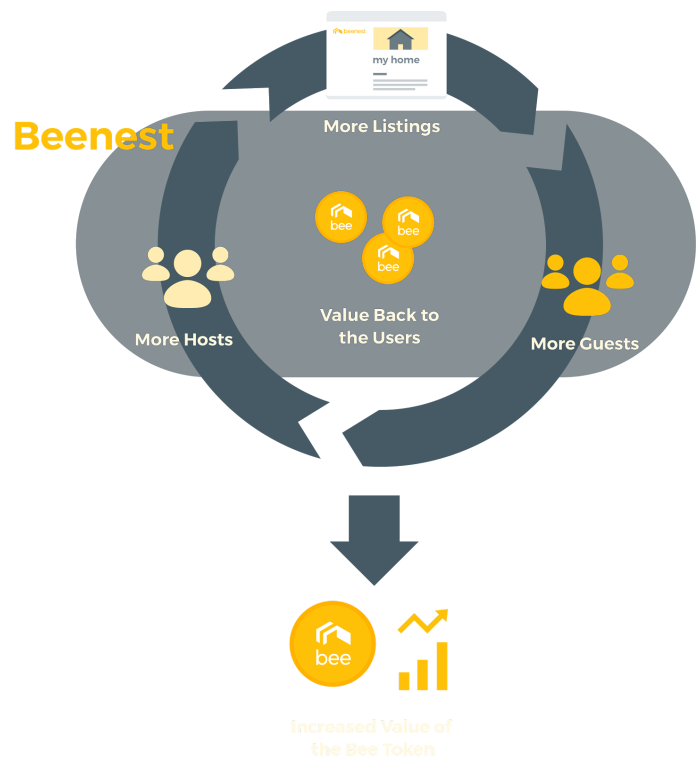 beenest
my home
More Listings
Beenest
bee
bee
bee
Value Back to
the Users
More Hosts
More Guests
bee
Increased Value of
the Bee Token